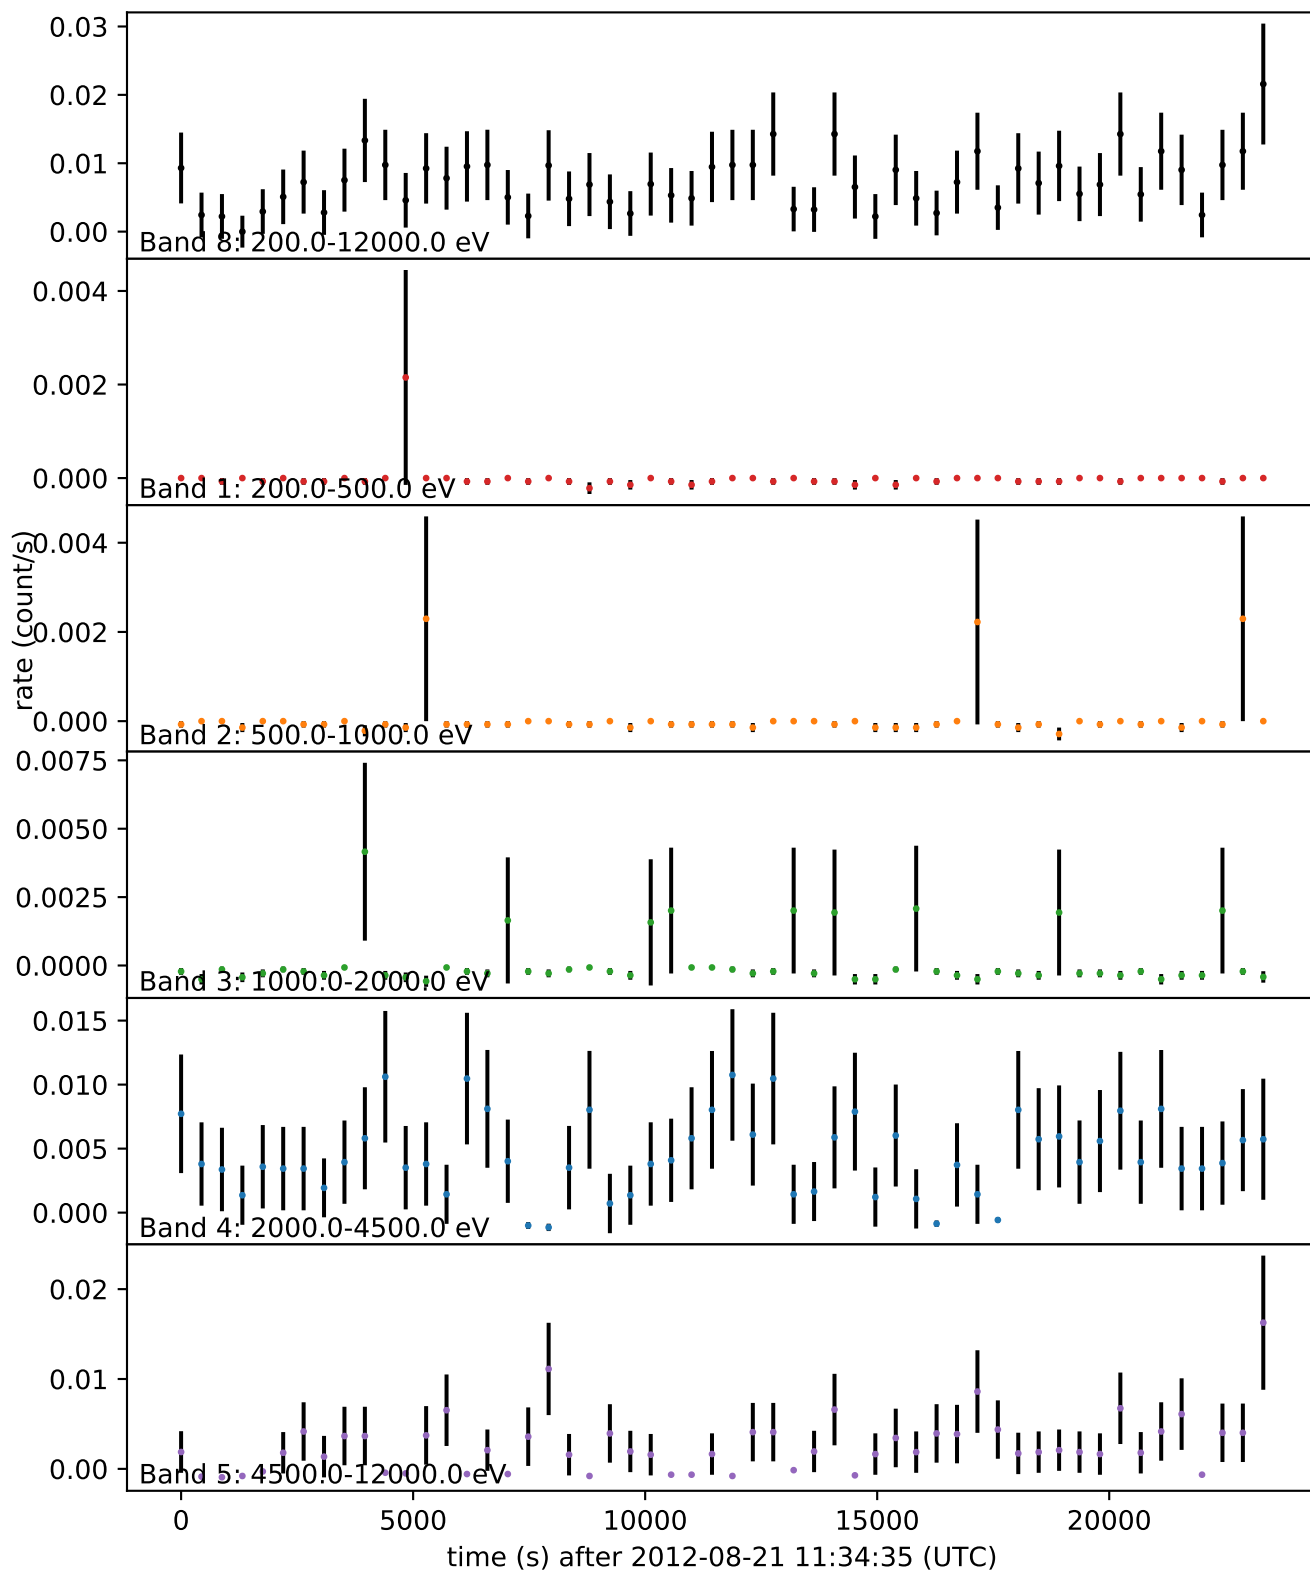 0.03
0.02
0.01
0.00
Band 8: 200.0-12000.0 eV
0.004
0.002
0.000
Band 1: 200.0-500.0 eV
rate (count/s)
0.004
0.002
0.000
Band 2: 500.0-1000.0 eV
0.0075
0.0050
0.0025
0.0000
Band 3: 1000.0-2000.0 eV
0.015
0.010
0.005
0.000
Band 4: 2000.0-4500.0 eV
0.02
0.01
0.00
Band 5: 4500.0-12000.0 eV
0 5000 10000 15000 20000
time (s) after 2012-08-21 11:34:35 (UTC)